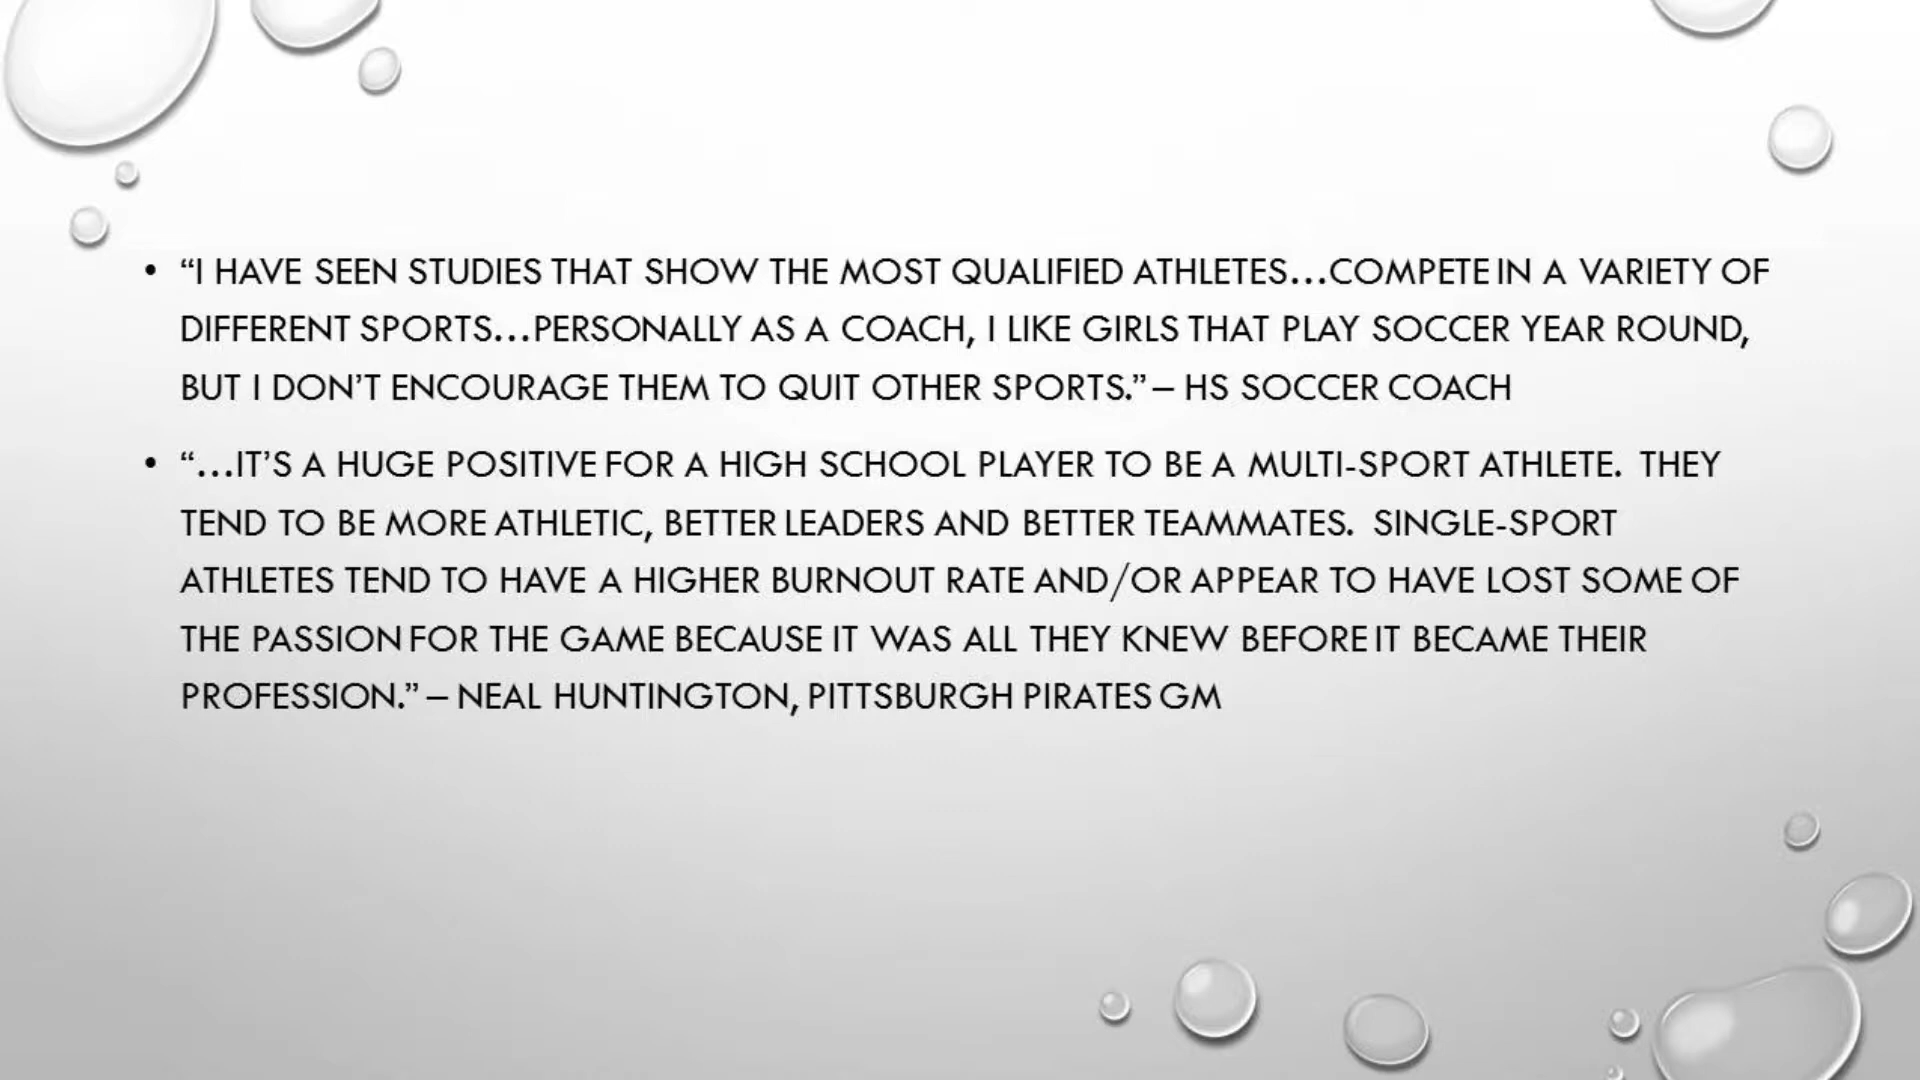 • “I HAVE SEEN STUDIES THAT SHOW THE MOST QUALIFIED ATHLETES...COMPETE IN A VARIETY OF
DIFFERENT SPORTS...PERSONALLY AS A COACH, I LIKE GIRLS THAT PLAY SOCCER YEAR ROUND,
BUT I DON’T ENCOURAGE THEM TO QUIT OTHER SPORTS.” – HS SOCCER COACH
• “...IT’S A HUGE POSITIVE FOR A HIGH SCHOOL PLAYER TO BE A MULTI-SPORT ATHLETE.  THEY
TEND TO BE MORE ATHLETIC, BETTER LEADERS AND BETTER TEAMMATES.  SINGLE-SPORT
ATHLETES TEND TO HAVE A HIGHER BURNOUT RATE AND/OR APPEAR TO HAVE LOST SOME OF
THE PASSION FOR THE GAME BECAUSE IT WAS ALL THEY KNEW BEFORE IT BECAME THEIR
PROFESSION.” – NEAL HUNTINGTON, PITTSBURGH PIRATES GM